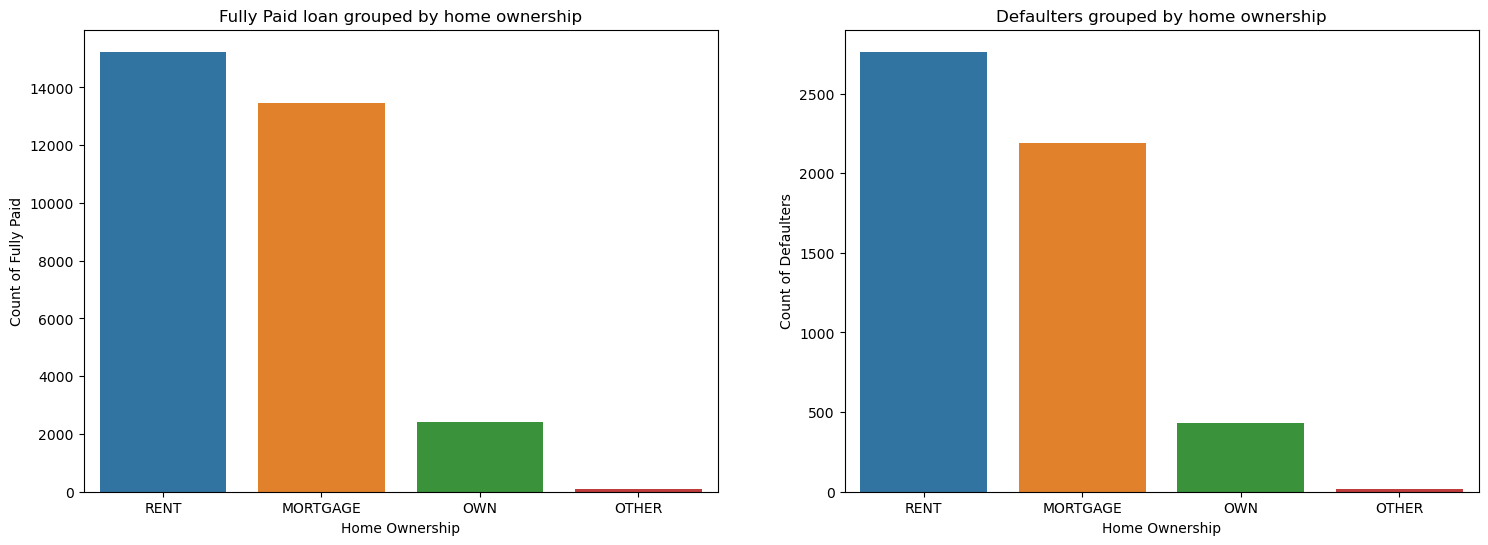 Fully Paid loan grouped by home ownership
Count of Fully Paid
14000
12000
10000
8000
6000
4000
2000
0
RENT MORTGAGE OWN OTHER
Home Ownership
Defaulters grouped by home ownership
Count of Defaulters
2500
2000
1500
1000
500
0
RENT MORTGAGE OWN OTHER
Home Ownership